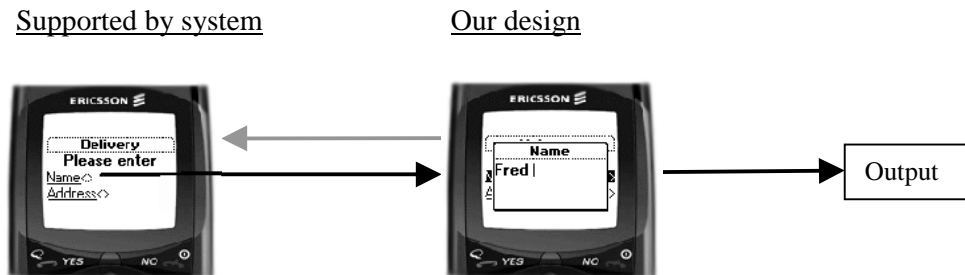 Supported by system
Our design
ERICSSON
Delivery
Please enter
Name<>
Address<>
YES
NO
ERICSSON
Name
Fred
A
>
YES
NO
Output